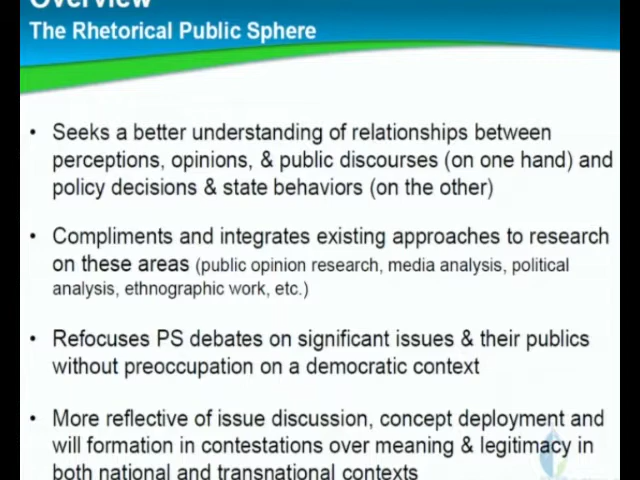 Overview
The Rhetorical Public Sphere
• Seeks a better understanding of relationships between
perceptions, opinions, & public discourses (on one hand) and
policy decisions & state behaviors (on the other)
• Compliments and integrates existing approaches to research
on these areas (public opinion research, media analysis, political
analysis, ethnographic work, etc.)
• Refocuses PS debates on significant issues & their publics
without preoccupation on a democratic context
• More reflective of issue discussion, concept deployment and
will formation in contestations over meaning & legitimacy in
both national and transnational contexts